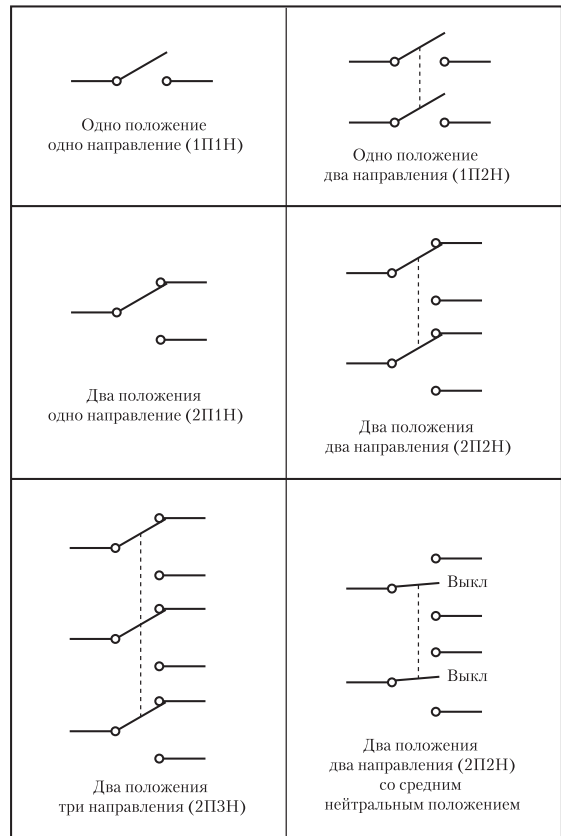 Одно положение
одно направление (1П1Н)
Одно положение
два направления (1П2Н)
Два положения
одно направление (2П1Н)
Два положения
два направления (2П2Н)
Два положения
три направления (2П3Н)
Выкл
Выкл
Два положения
два направления (2П2Н)
со средним
нейтральным положением